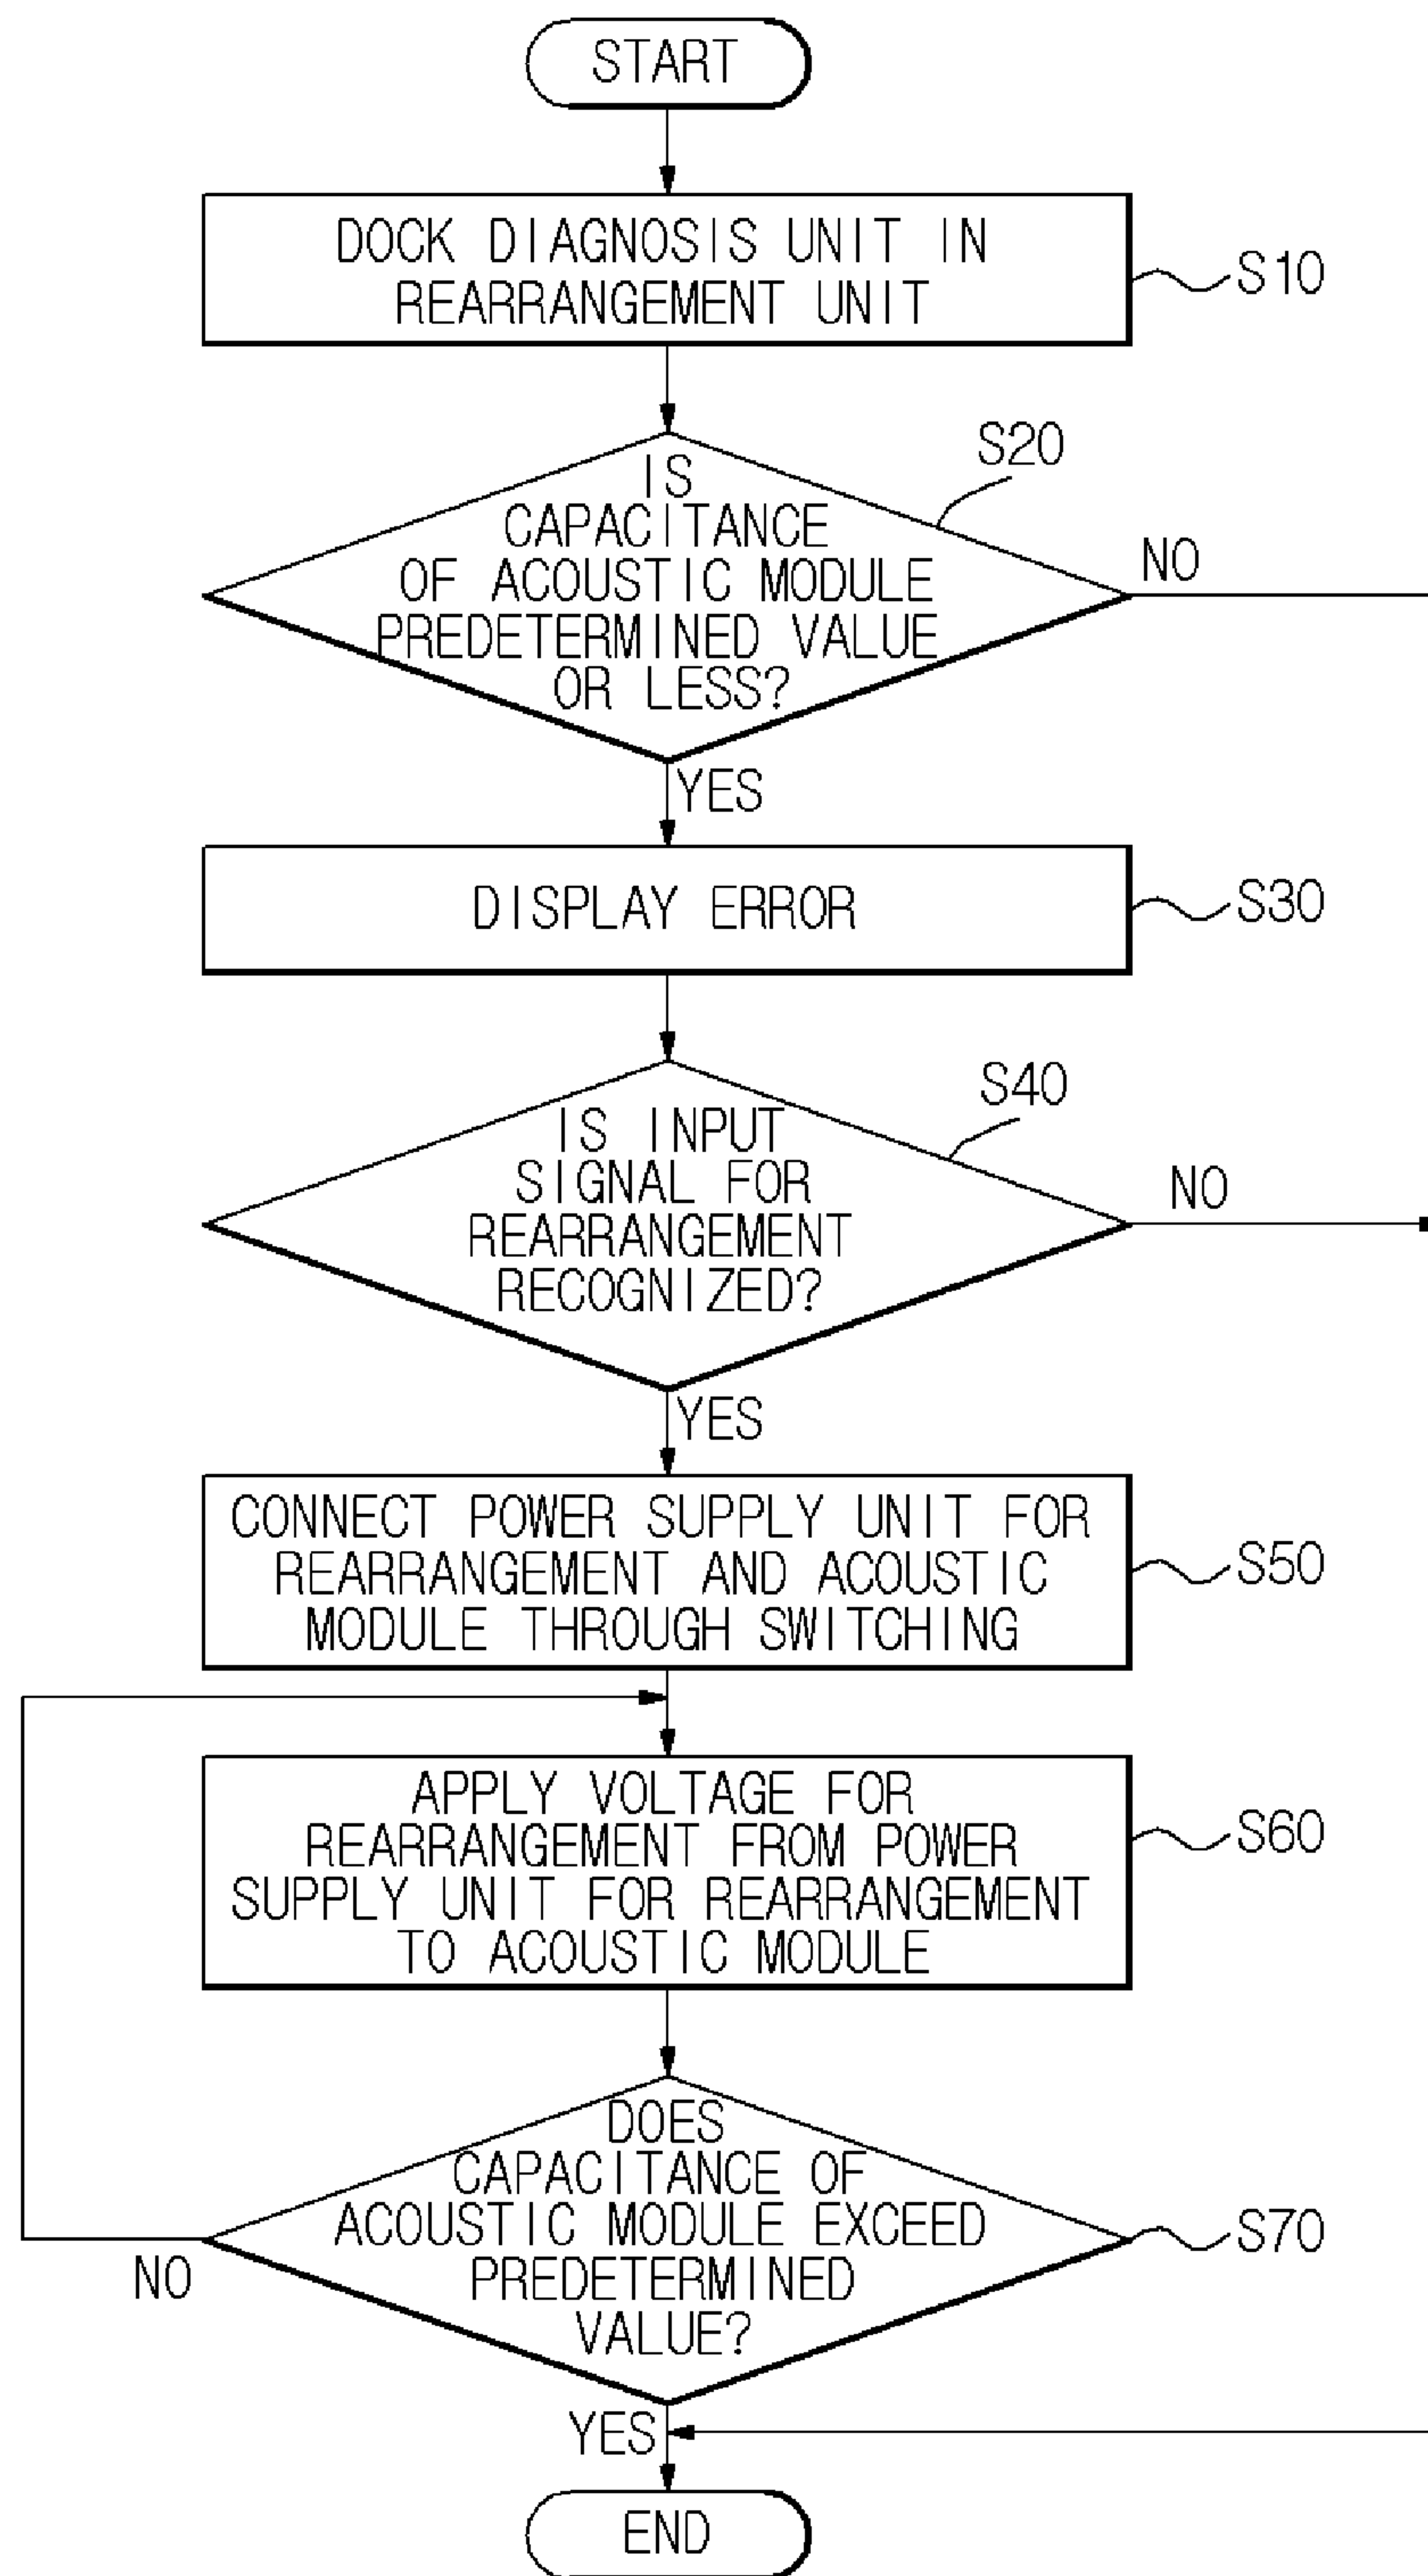 START
DOCK DIAGNOSIS UNIT IN
REARRANGEMENT UNIT
S10
S20
IS
CAPACITANCE
OF ACOUSTIC MODULE
PREDETERMINED VALUE
OR LESS?
NO
YES
DISPLAY ERROR
S30
S40
IS INPUT
SIGNAL FOR
REARRANGEMENT
RECOGNIZED?
NO
YES
CONNECT POWER SUPPLY UNIT FOR
REARRANGEMENT AND ACOUSTIC
MODULE THROUGH SWITCHING
S50
APPLY VOLTAGE FOR
REARRANGEMENT FROM POWER
SUPPLY UNIT FOR REARRANGEMENT
TO ACOUSTIC MODULE
S60
DOES
CAPACITANCE OF
ACOUSTIC MODULE EXCEED
PREDETERMINED
VALUE?
S70
NO
YES
END